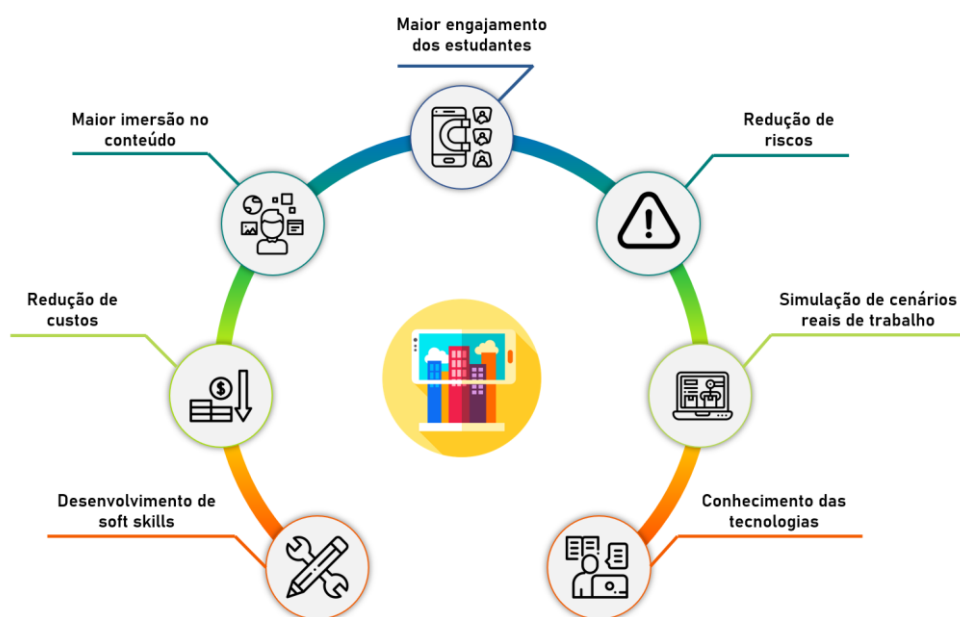 Maior engajamento
dos estudantes
Maior imersão no
conteúdo
Redução de
riscos
Redução de
custos
Simulação de cenários
reais de trabalho
Desenvolvimento de
soft skills
Conhecimento das
tecnologias